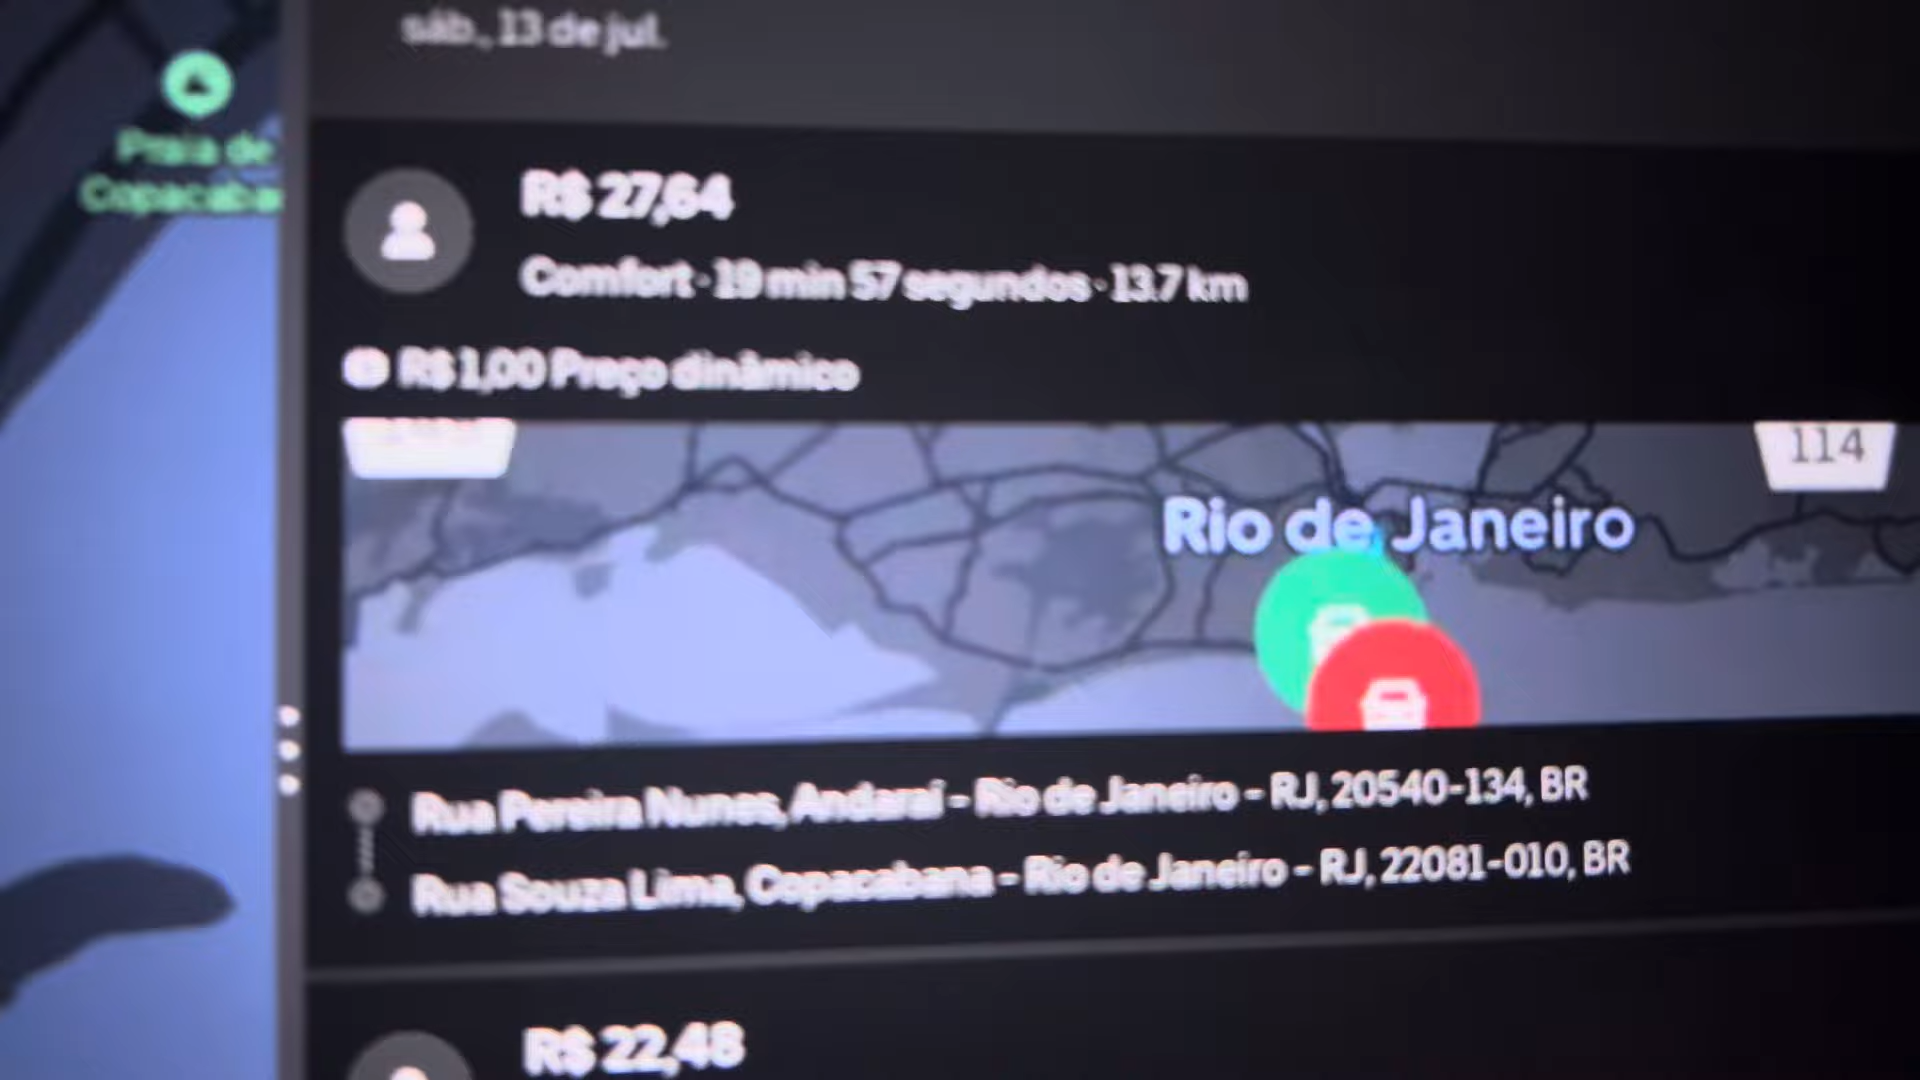 sáb., 13 de jul.
Praia de
Copacaba
R$ 27,64
Comfort · 19 min 57 segundos · 13.7 km
R$ 1,00 Preço dinâmico
114
Rio de Janeiro
Rua Pereira Nunes, Andaraí - Rio de Janeiro - RJ, 20540-134, BR
Rua Souza Lima, Copacabana - Rio de Janeiro - RJ, 22081-010, BR
R$ 22,48